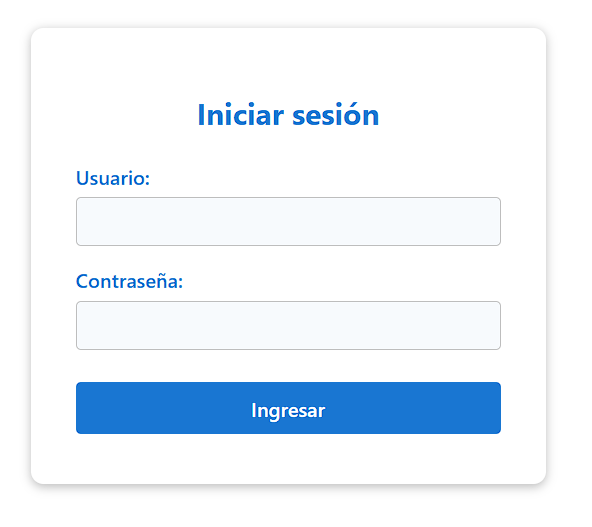 Iniciar sesión
Usuario:
Contraseña:
Ingresar